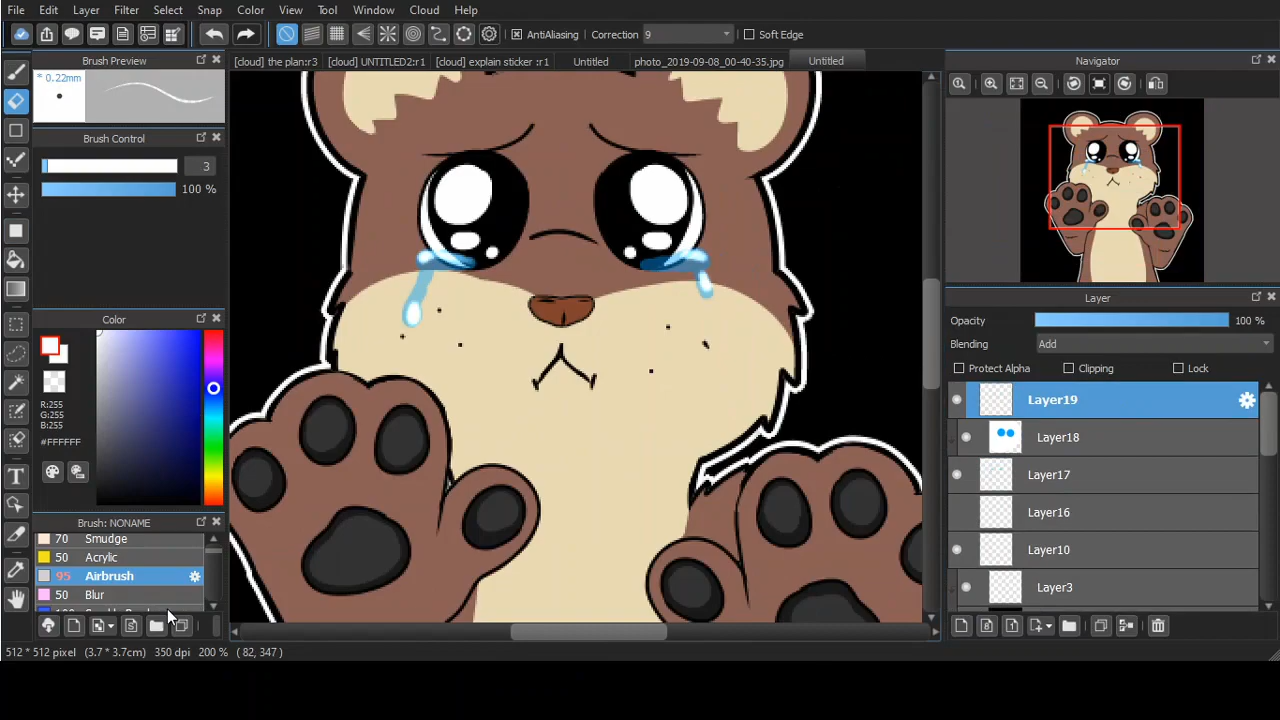 File Edit Layer Filter Select Snap Color View Tool Window Cloud Help
AntiAliasing Correction 9 Soft Edge
Brush Preview
[cloud] the plan:r3 [cloud] UNTITLED2:r1 [cloud] explain sticker :r1 Untitled photo_2019-09-08_00-40-35.jpg Untitled
Navigator
* 0.22mm
Brush Control
3
100 %
Color
R:255
G:255
B:255
#FFFFFF
Brush: NONAME
70 Smudge
50 Acrylic
95 Airbrush
50 Blur
512 * 512 pixel (3.7 * 3.7cm) 350 dpi 200 % ( 82, 347 )
Layer
Opacity 100 %
Blending Add
Protect Alpha Clipping Lock
Layer19
Layer18
Layer17
Layer16
Layer10
Layer3